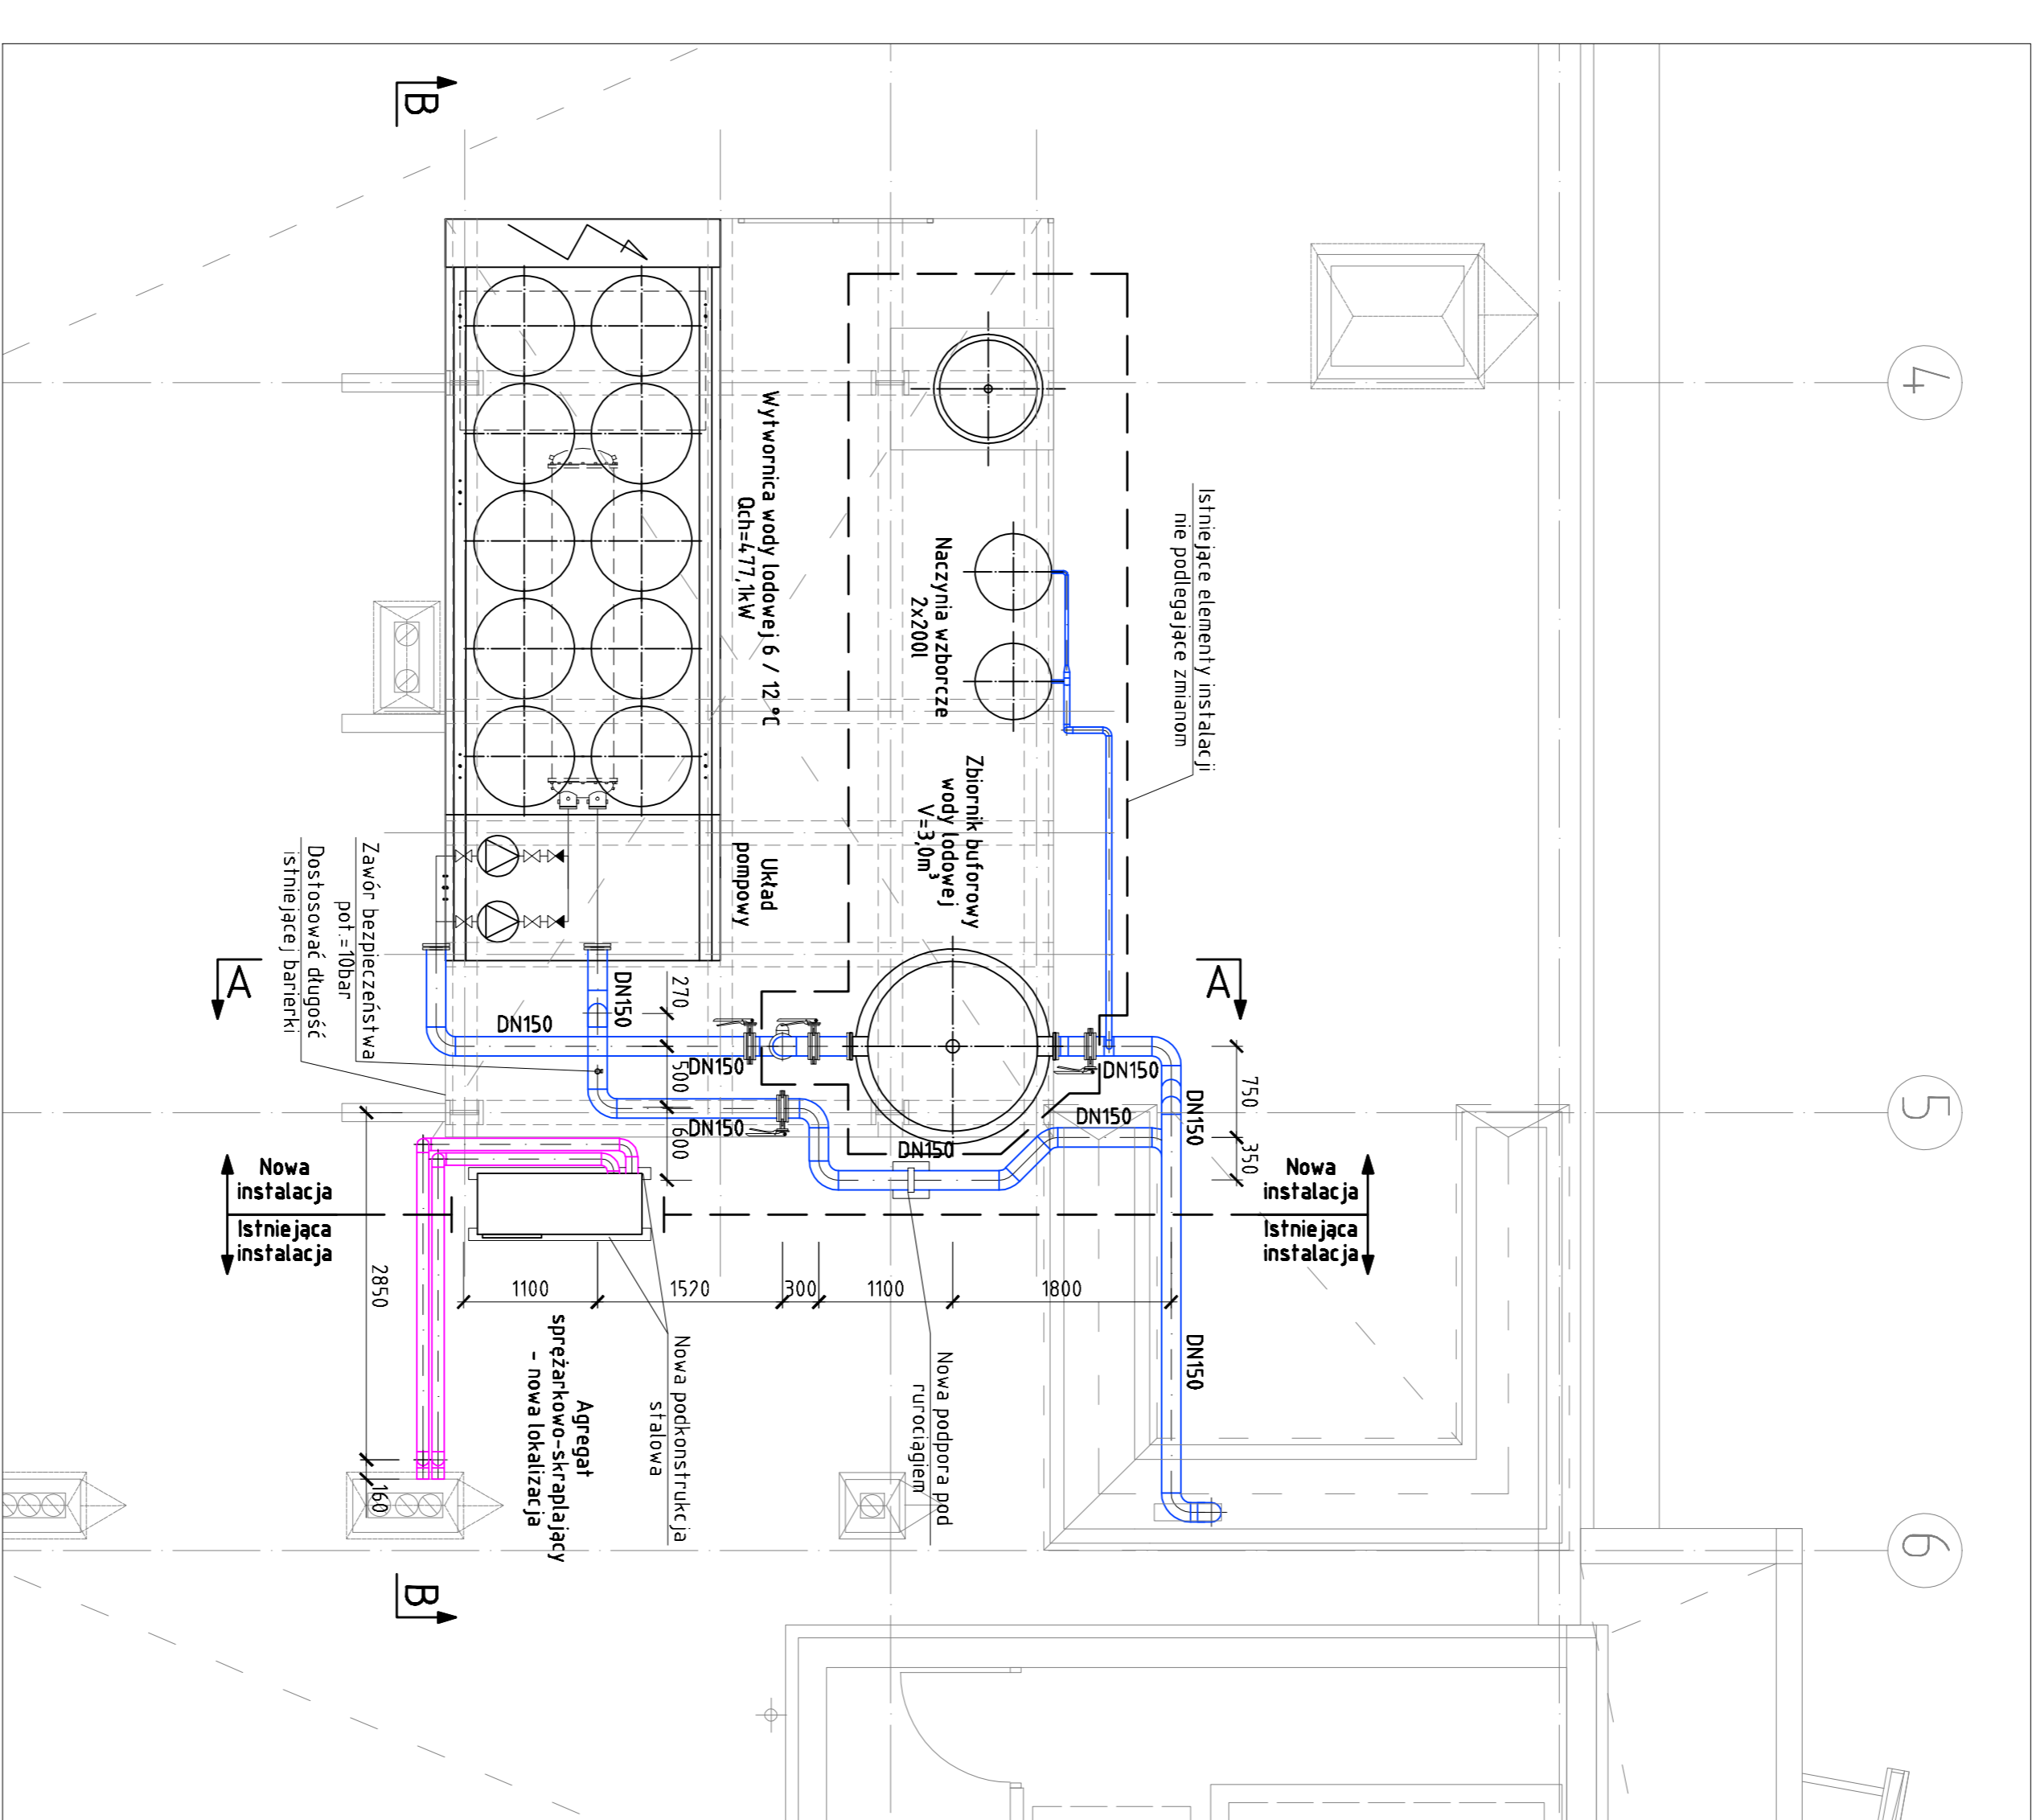 B
4
Wytwornica wody lodowej 6 / 12 °C
Qch=477,1kW
Istniejące elementy instalacji
nie podlegające zmianom
Naczynia wzborcze
2x200l
Zbiornik buforowy
wody lodowej
V=3,0m³
Układ
pompowy
Zawór bezpieczeństwa
pot.=10bar
Dostosować długość
istniejącej barierki
A
A
DN150
DN150
270
500
600
DN150
DN150
DN150
DN150
DN150
DN150
750
350
5
Nowa
instalacja
Istniejąca
instalacja
Nowa
instalacja
Istniejąca
instalacja
2850
160
1100
1520
300
1100
1800
DN150
Agregat
sprężarkowo-skraplający
- nowa lokalizacja
Nowa podkonstrukcja
stalowa
Nowa podpora pod
rurociągiem
6
B